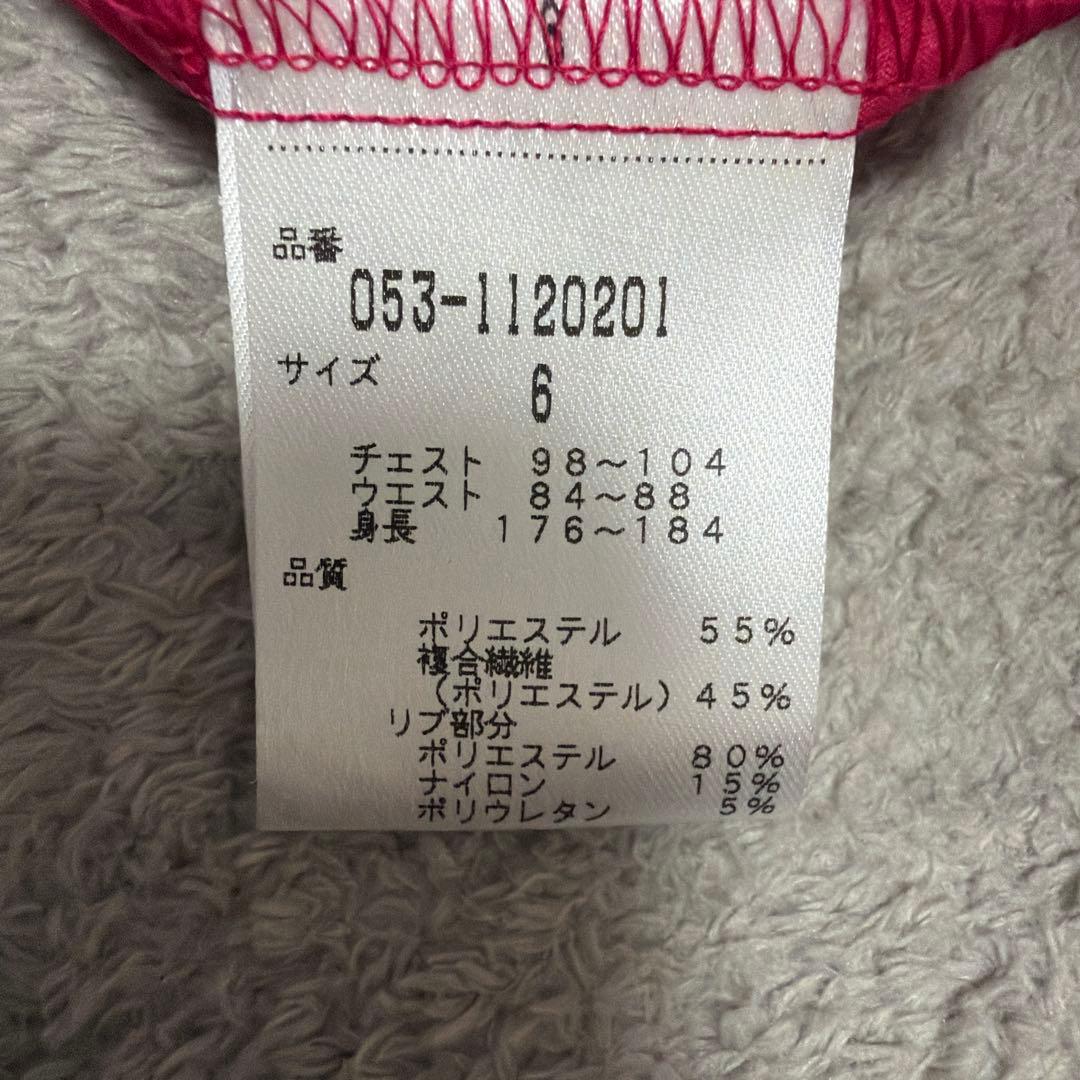 品番
053-1120201
サイズ 6
チェスト 98～104
ウエスト 84～88
身長 176～184
品質
ポリエステル 55%
複合繊維
(ポリエステル) 45%
リブ部分
ポリエステル 80%
ナイロン 15%
ポリウレタン 5%